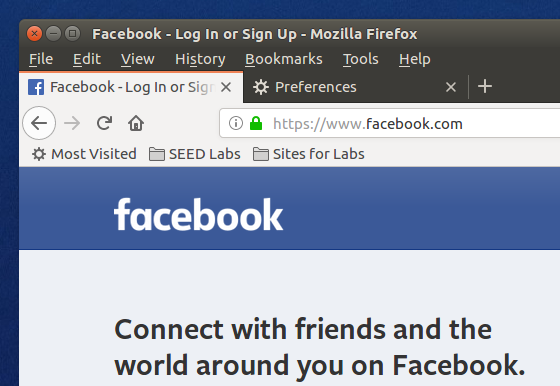 Facebook - Log In or Sign Up - Mozilla Firefox
File Edit View History Bookmarks Tools Help
Facebook - Log In or Sign Preferences
https://www.facebook.com
Most Visited SEED Labs Sites for Labs
facebook
Connect with friends and the
world around you on Facebook.